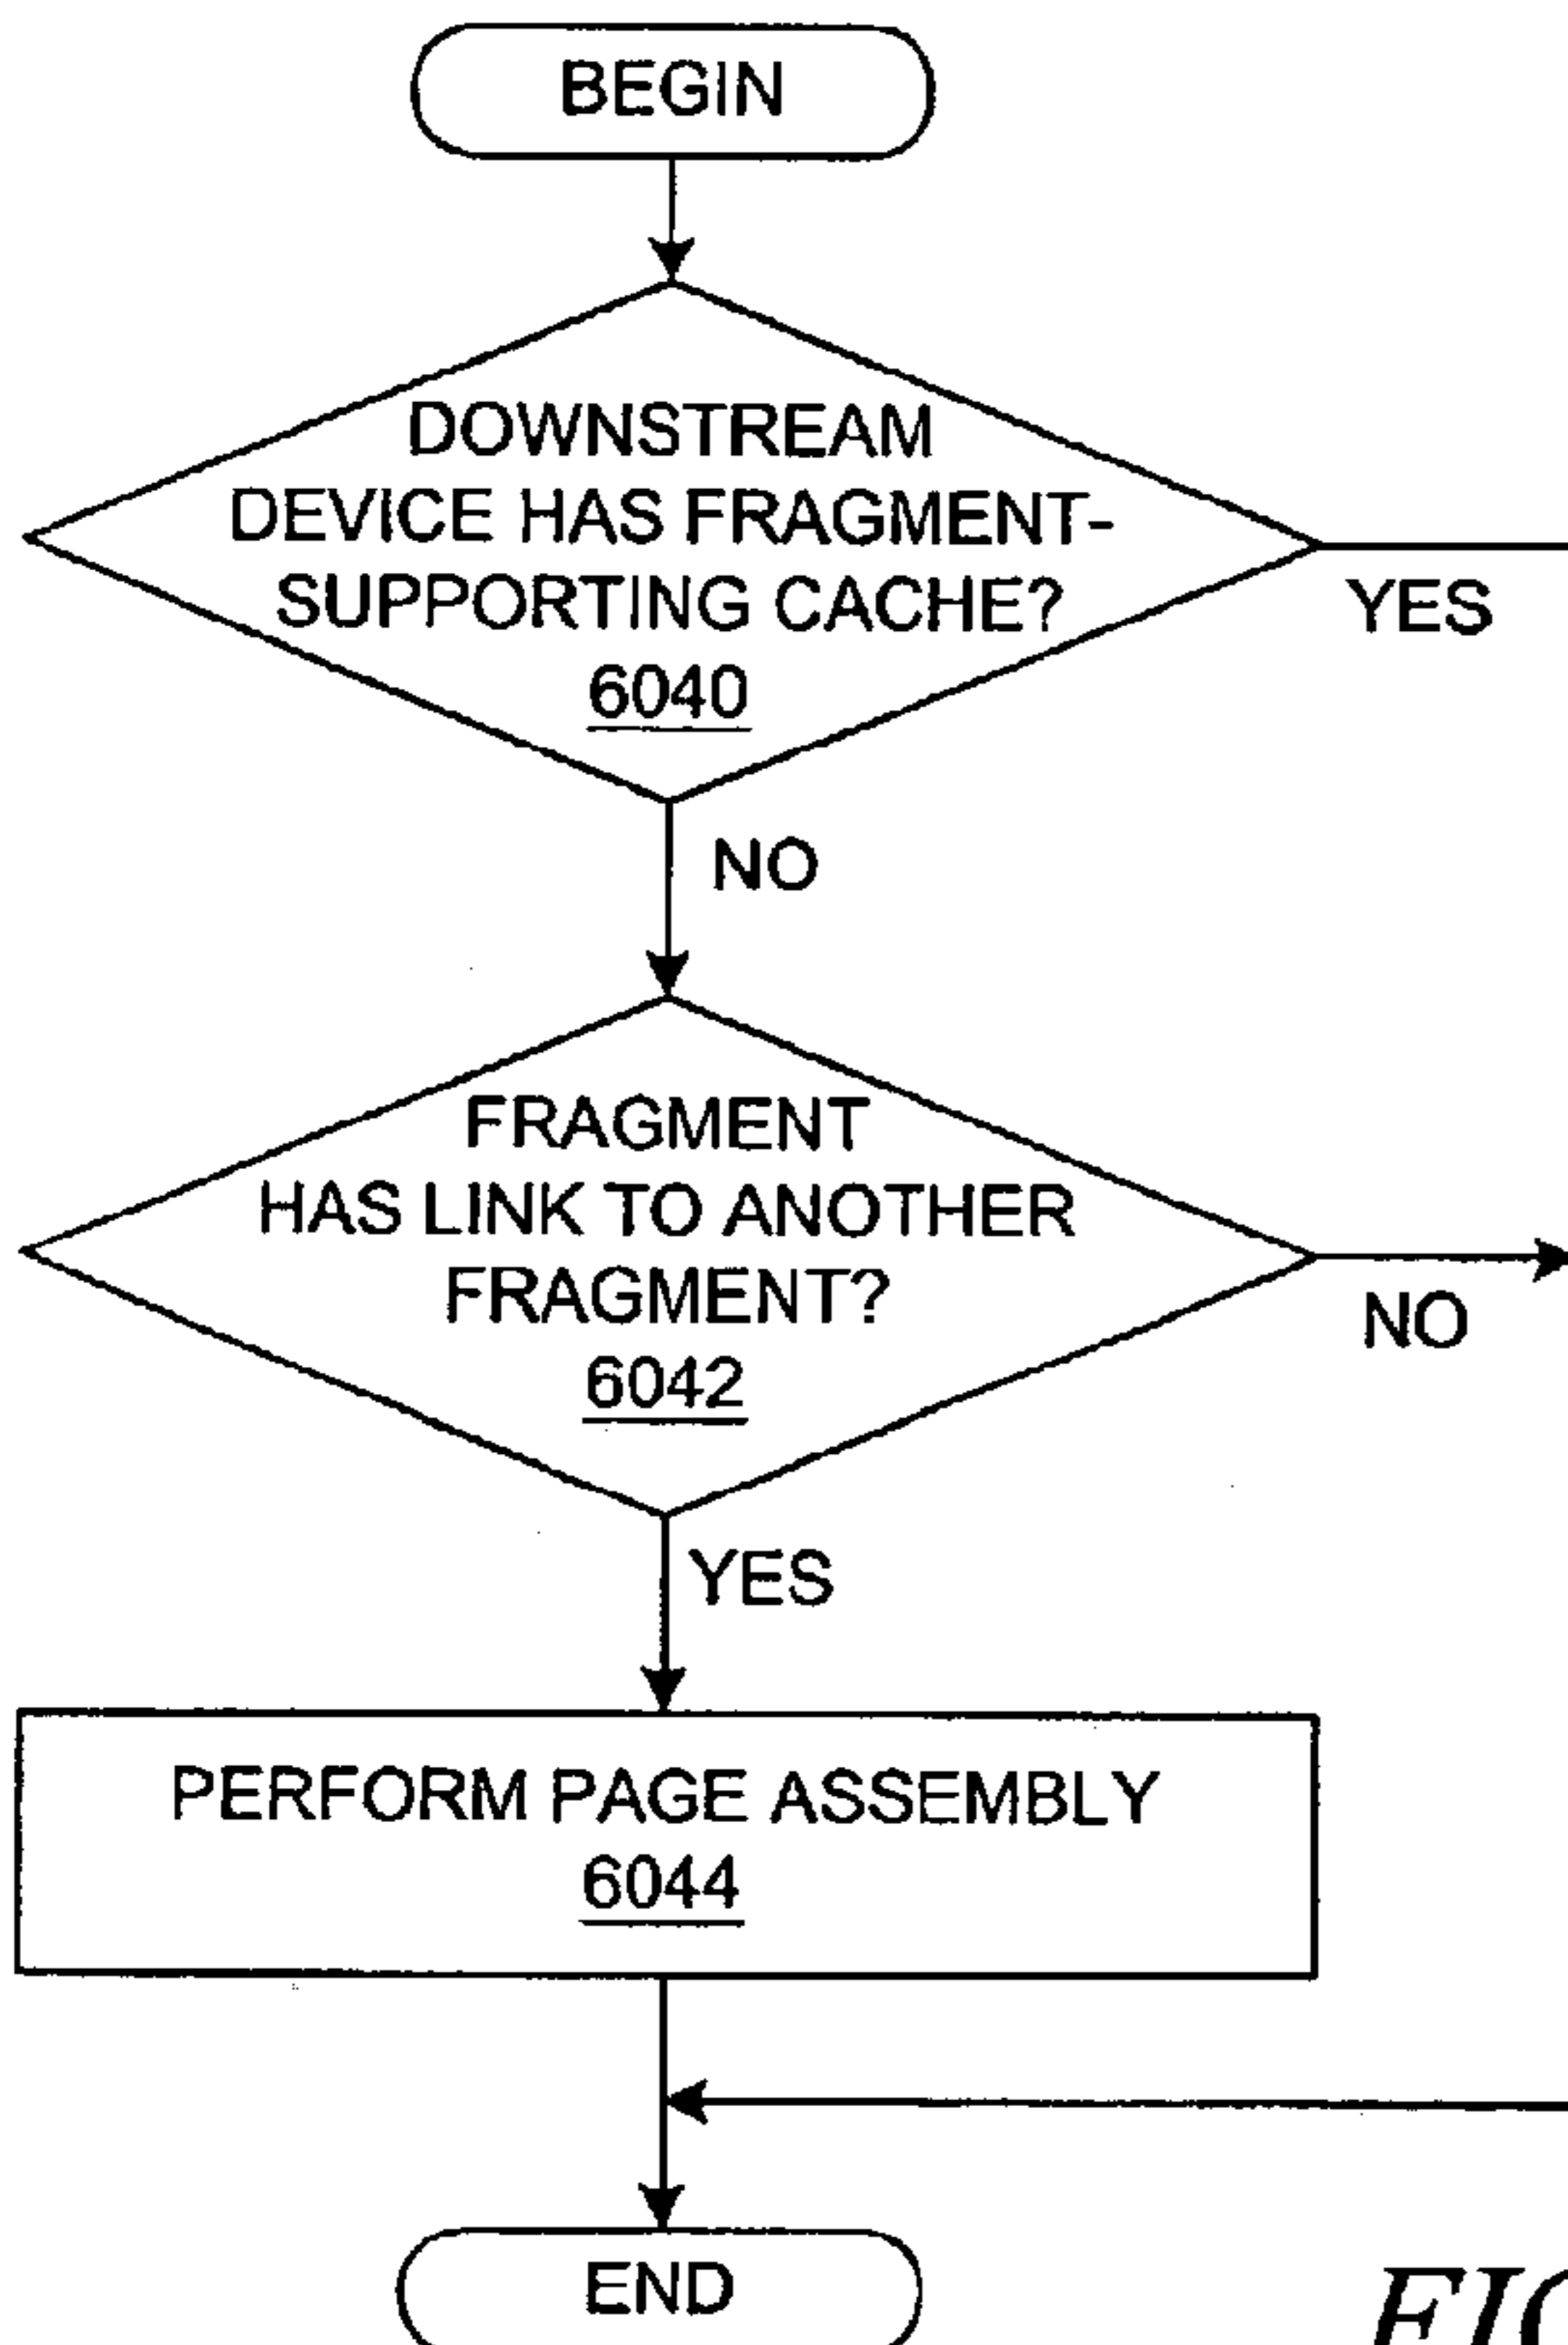 BEGIN
DOWNSTREAM
DEVICE HAS FRAGMENT-
SUPPORTING CACHE?
6040
YES
NO
FRAGMENT
HAS LINK TO ANOTHER
FRAGMENT?
6042
NO
YES
PERFORM PAGE ASSEMBLY
6044
END